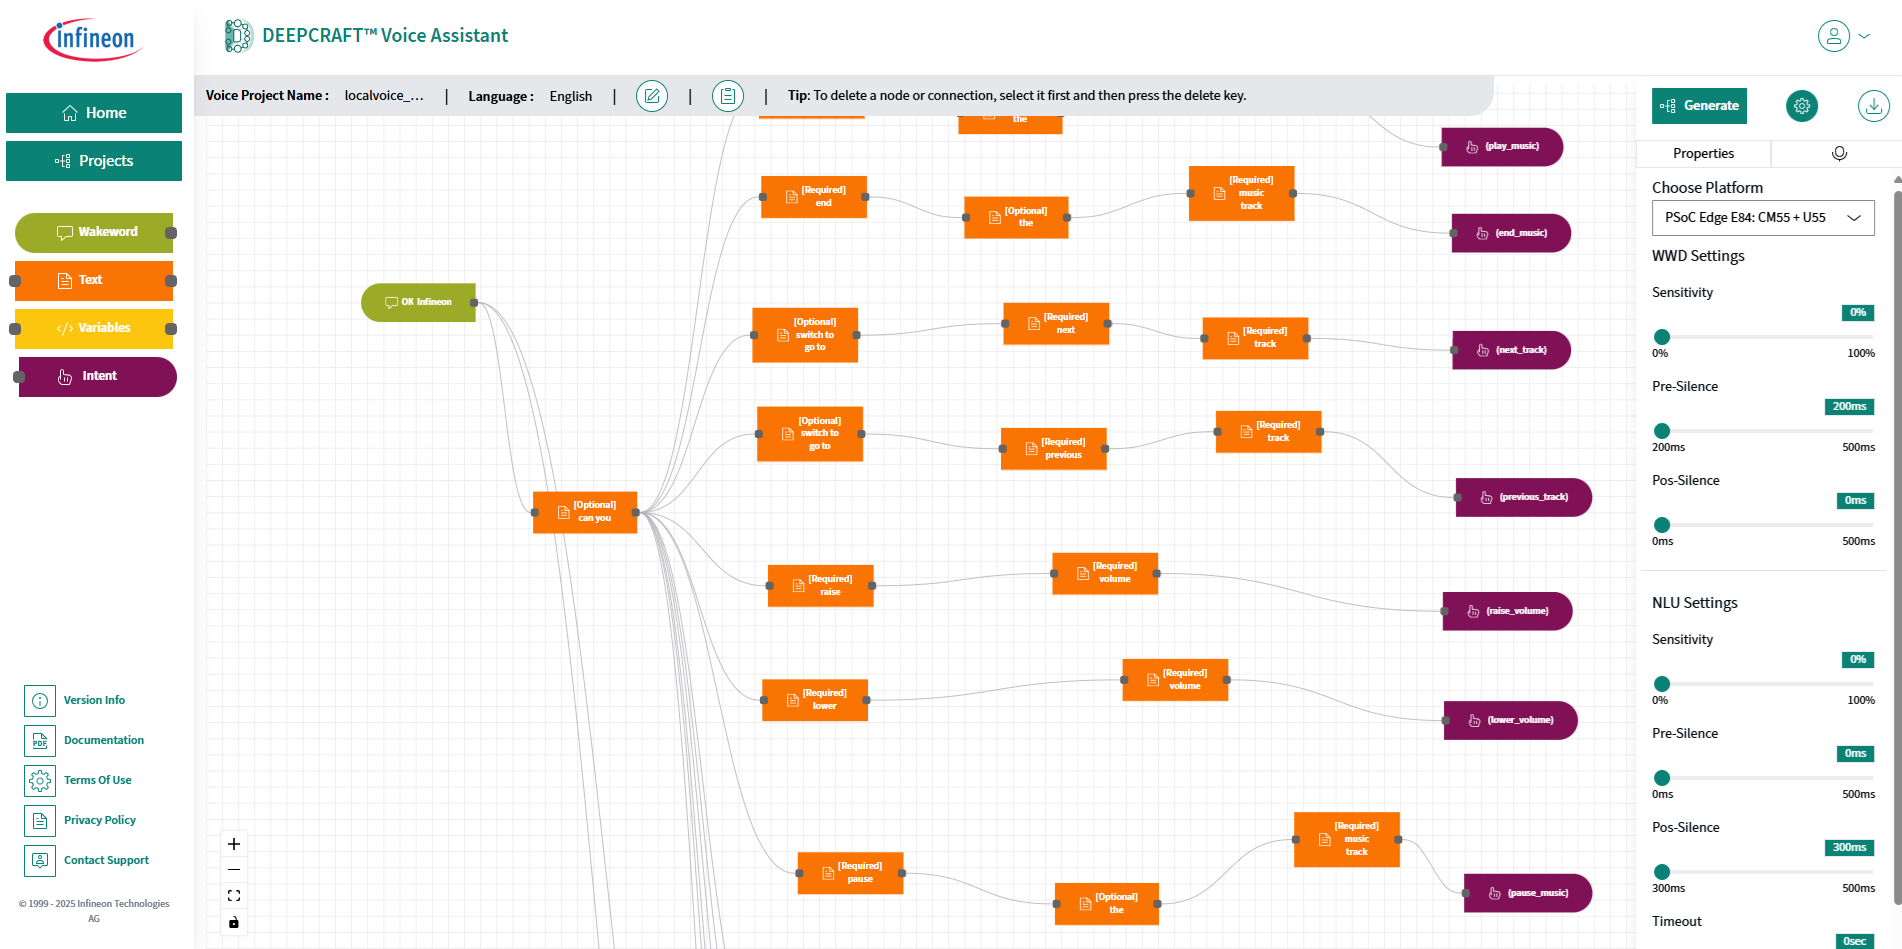 infineon
DEEPCRAFT™ Voice Assistant
Home
Projects
Wakeword
Text
</> Variables
Intent
Version Info
Documentation
PDF
Terms Of Use
Privacy Policy
Contact Support
© 1999 - 2025 Infineon Technologies
AG
Voice Project Name :
localvoice_...
|
Language :
English
|
|
|
Tip: To delete a node or connection, select it first and then press the delete key.
the
(play_music)
[Required]
end
[Optional]
the
[Required]
music
track
(end_music)
OK Infineon
[Optional]
switch to
go to
[Required]
next
[Required]
track
(next_track)
[Optional]
switch to
go to
[Required]
previous
[Required]
track
(previous_track)
[Optional]
can you
[Required]
raise
[Required]
volume
(raise_volume)
[Required]
lower
[Required]
volume
(lower_volume)
[Required]
pause
[Optional]
the
[Required]
music
track
(pause_music)
Generate
Properties
Choose Platform
PSoC Edge E84: CM55 + U55
WWD Settings
Sensitivity
0%
0% 100%
Pre-Silence
200ms
200ms 500ms
Pos-Silence
0ms
0ms 500ms
NLU Settings
Sensitivity
0%
0% 100%
Pre-Silence
0ms
0ms 500ms
Pos-Silence
300ms
300ms 500ms
Timeout
0sec